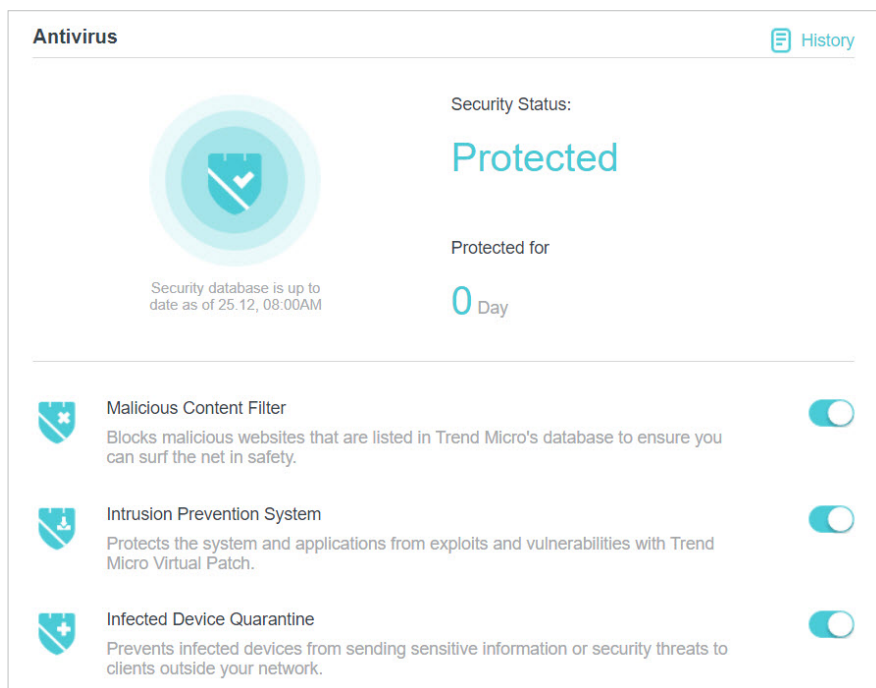 Antivirus
History
Security Status:
Protected
Security database is up to
date as of 25.12, 08:00AM
Protected for
0 Day
Malicious Content Filter
Blocks malicious websites that are listed in Trend Micro's database to ensure you
can surf the net in safety.
Intrusion Prevention System
Protects the system and applications from exploits and vulnerabilities with Trend
Micro Virtual Patch.
Infected Device Quarantine
Prevents infected devices from sending sensitive information or security threats to
clients outside your network.